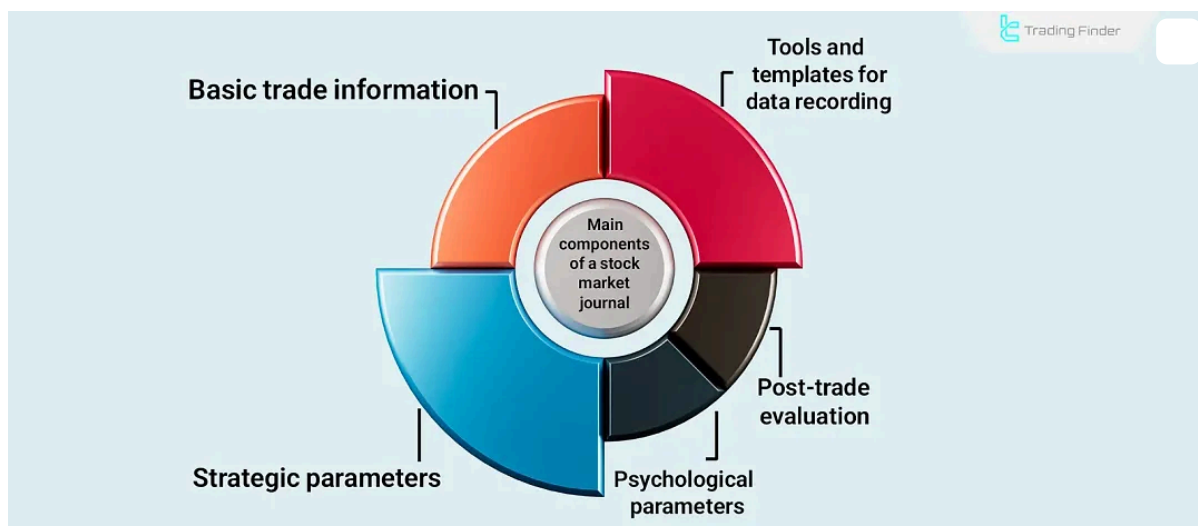 Trading Finder
Basic trade information
Tools and
templates for
data recording
Main
components
of a stock
market
journal
Post-trade
evaluation
Strategic parameters
Psychological
parameters